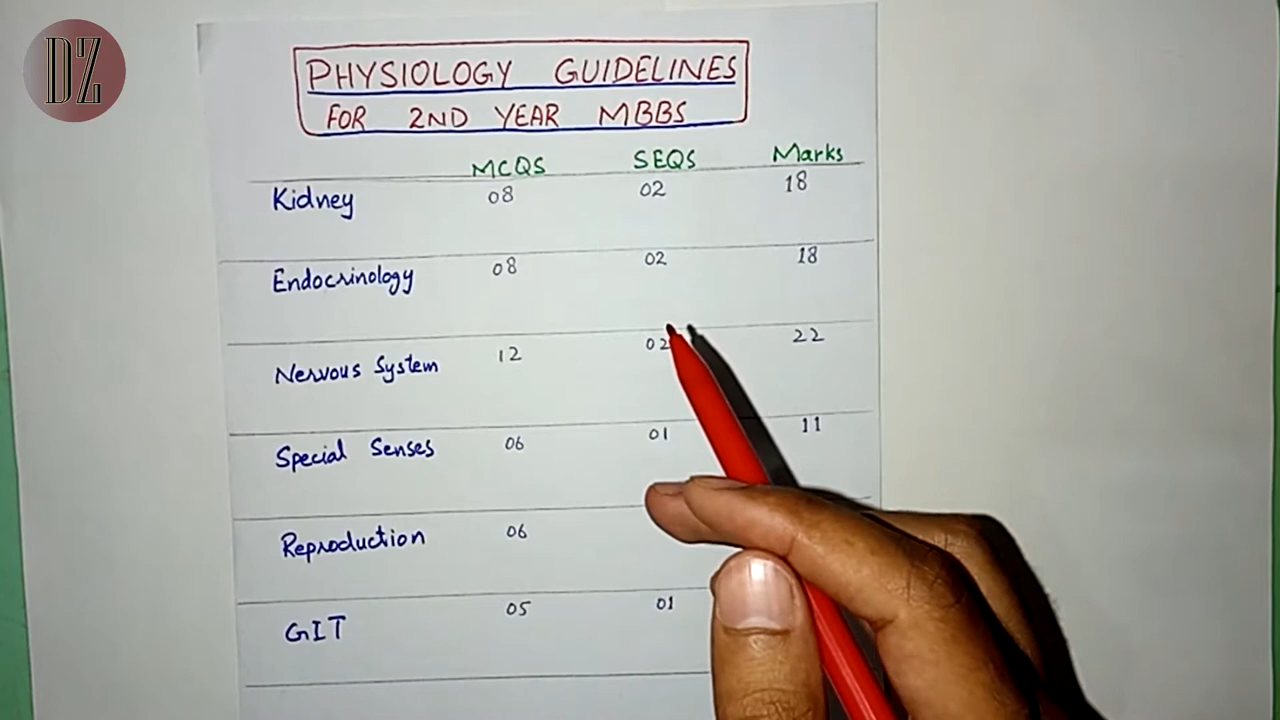 DZ
PHYSIOLOGY GUIDELINES
FOR 2ND YEAR MBBS
MCQS SEQS Marks
Kidney 08 02 18
Endocrinology 08 02 18
Nervous System 12 02 22
Special Senses 06 01 11
Reproduction 06
GIT 05 01